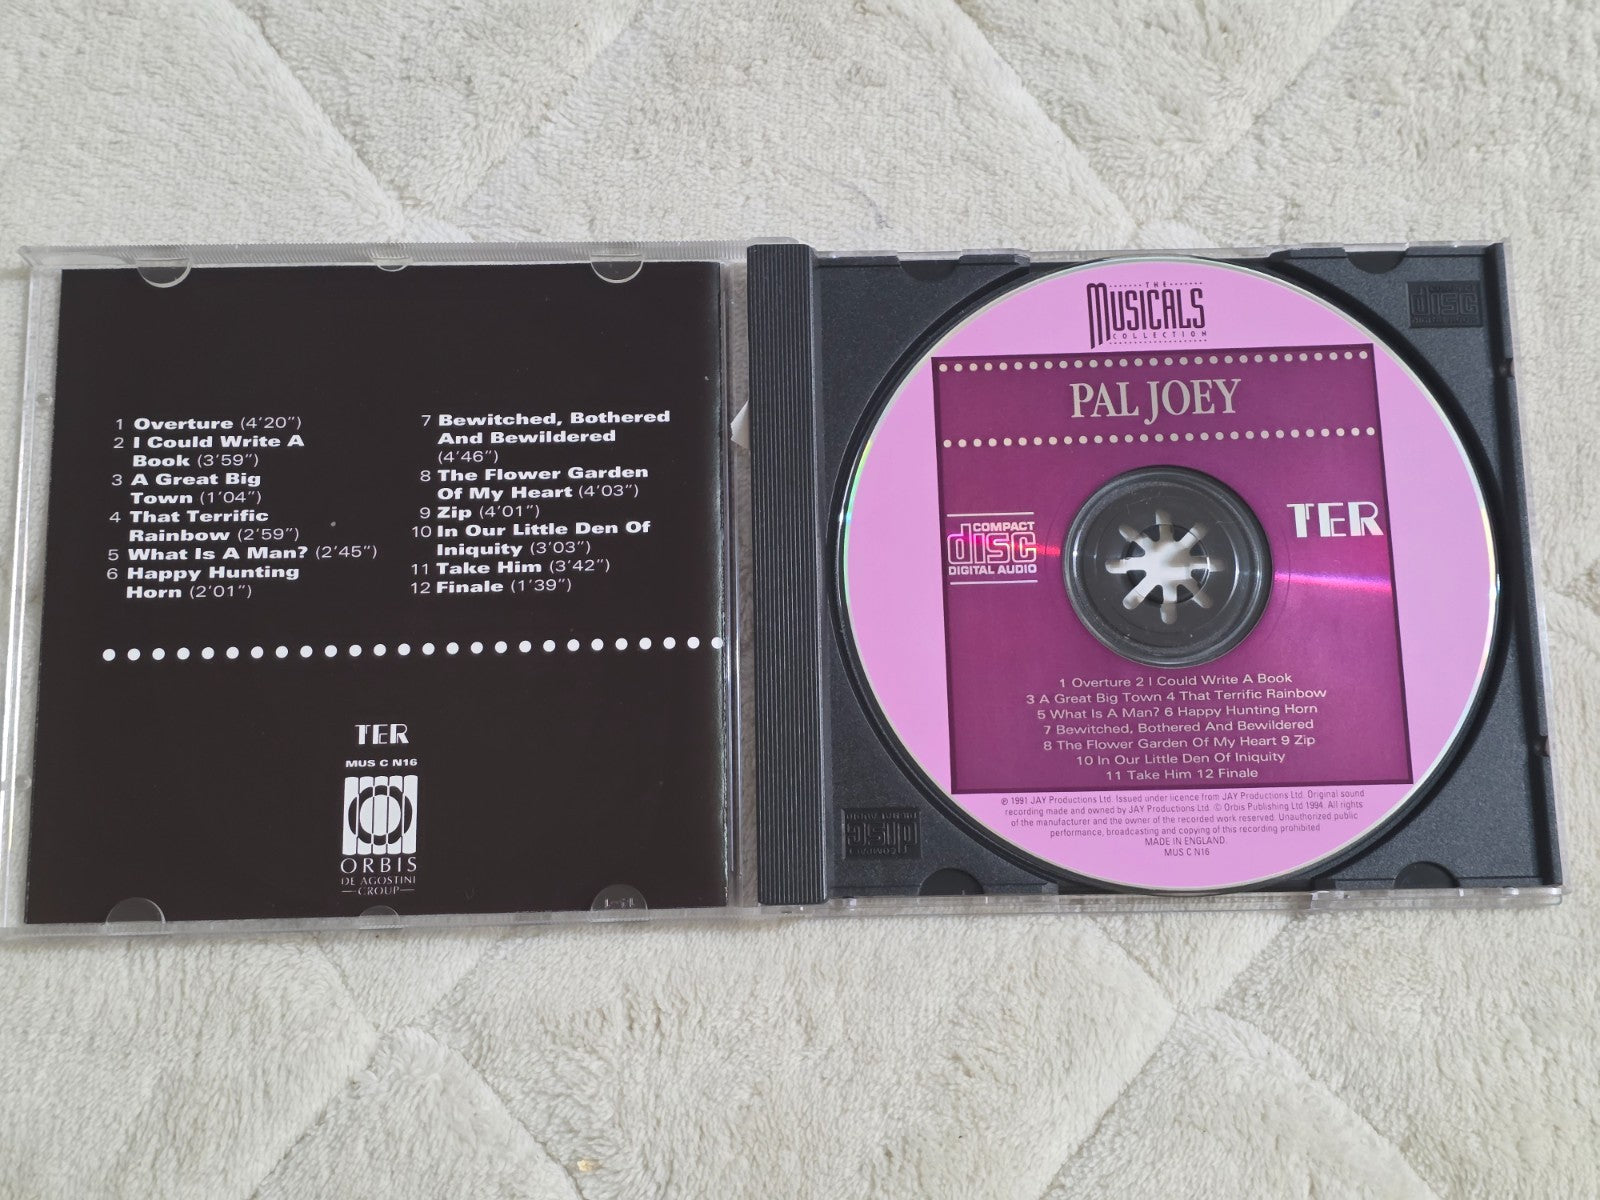 1 Overture (4'20")
2 I Could Write A
Book (3'59")
3 A Great Big
Town (1'04")
4 That Terrific
Rainbow (2'59")
5 What Is A Man? (2'45")
6 Happy Hunting
Horn (2'01")
7 Bewitched, Bothered
And Bewildered
(4'46")
8 The Flower Garden
Of My Heart (4'03")
9 Zip (4'01")
10 In Our Little Den Of
Iniquity (3'03")
11 Take Him (3'42")
12 Finale (1'39")
TER
MUS C N16
ORBIS
DE AGOSTINI
GROUP
THE
MUSICALS
COLLECTION
PAL JOEY
TER
COMPACT
disc
DIGITAL AUDIO
1 Overture 2 I Could Write A Book
3 A Great Big Town 4 That Terrific Rainbow
5 What Is A Man? 6 Happy Hunting Horn
7 Bewitched, Bothered And Bewildered
8 The Flower Garden Of My Heart 9 Zip
10 In Our Little Den Of Iniquity
11 Take Him 12 Finale
℗ 1991 JAY Productions Ltd. Issued under licence from JAY Productions Ltd. Original sound
recording made and owned by JAY Productions Ltd. © Orbis Publishing Ltd 1994. All rights
of the manufacturer and the owner of the recorded work reserved. Unauthorized public
performance, broadcasting and copying of this recording prohibited
MADE IN ENGLAND.
MUS C N16
disc
COMPACT
disc
DIGITAL AUDIO